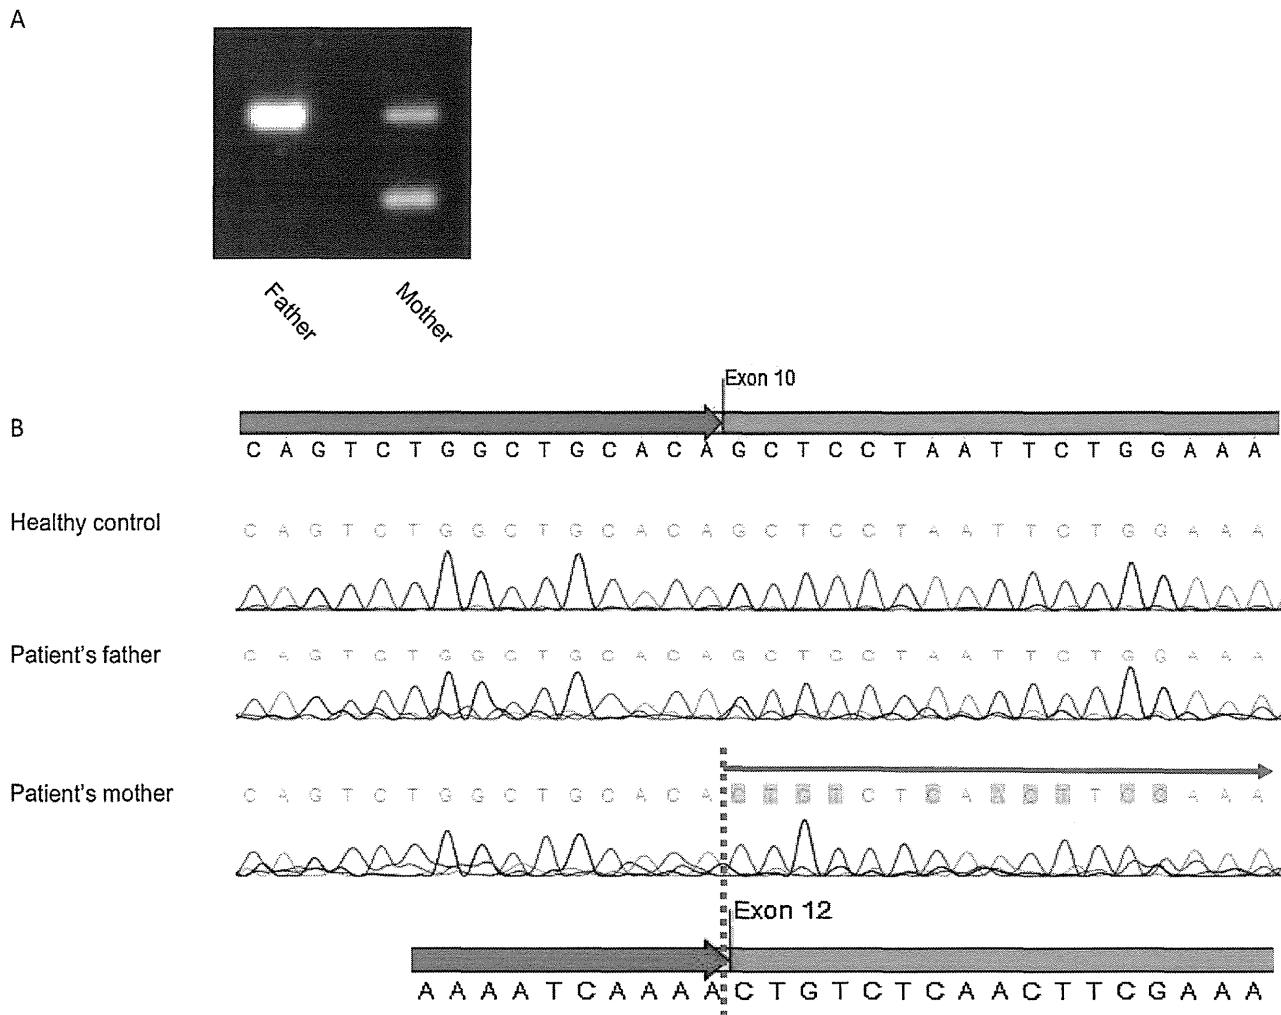 A
Father
Mother
B
Exon 10
C A G T C T G G C T G C A C A G C T C C T A A T T C T G G A A A
Healthy control
C A G T C T G G C T G C A C A G C T C C T A A T T C T G G A A A
Patient's father
C A G T C T G G C T G C A C A G C T C C T A A T T C T G G A A A
Patient's mother
C A G T C T G G C T G C A C A C T G T C T C A A C T T C G A A A
Exon 12
A A A A T C A A A A C T G T C T C A A C T T C G A A A